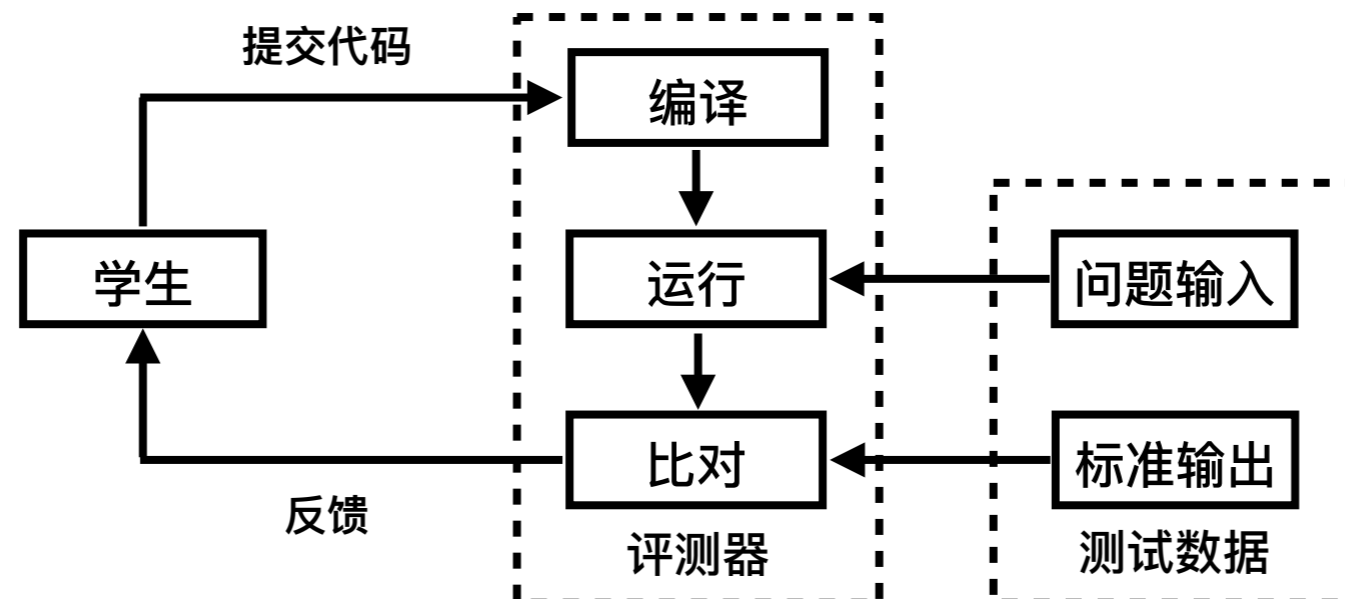 提交代码
编译
学生
运行
问题输入
比对
标准输出
反馈
评测器
测试数据